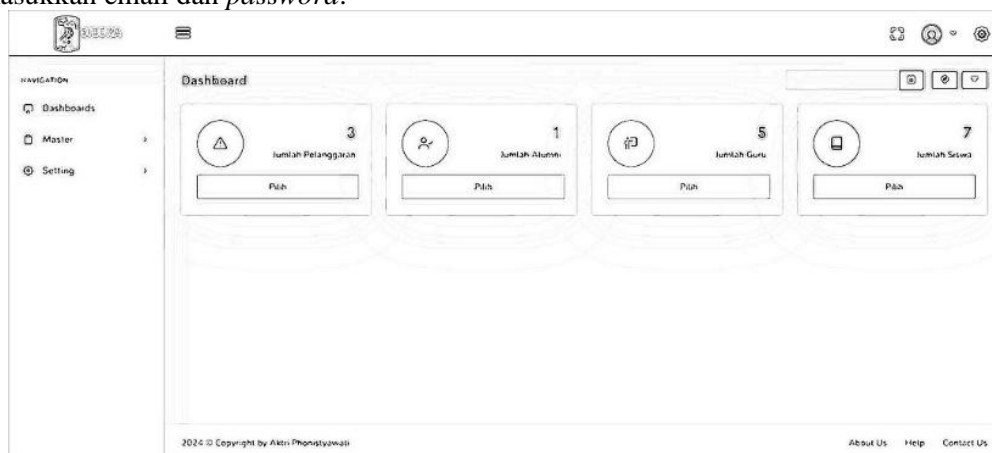 asukkan email dan password.
NAVIGATION
Dashboard
Dashboards
3
1
5
7
Master
Jumlah Pelanggaran
Jumlah Alumni
Jumlah Guru
Jumlah Siswa
Setting
Pilih
Pilih
Pilih
Pilih
2024 © Copyright by Aktri Phonistyawati
About Us Help Contact Us